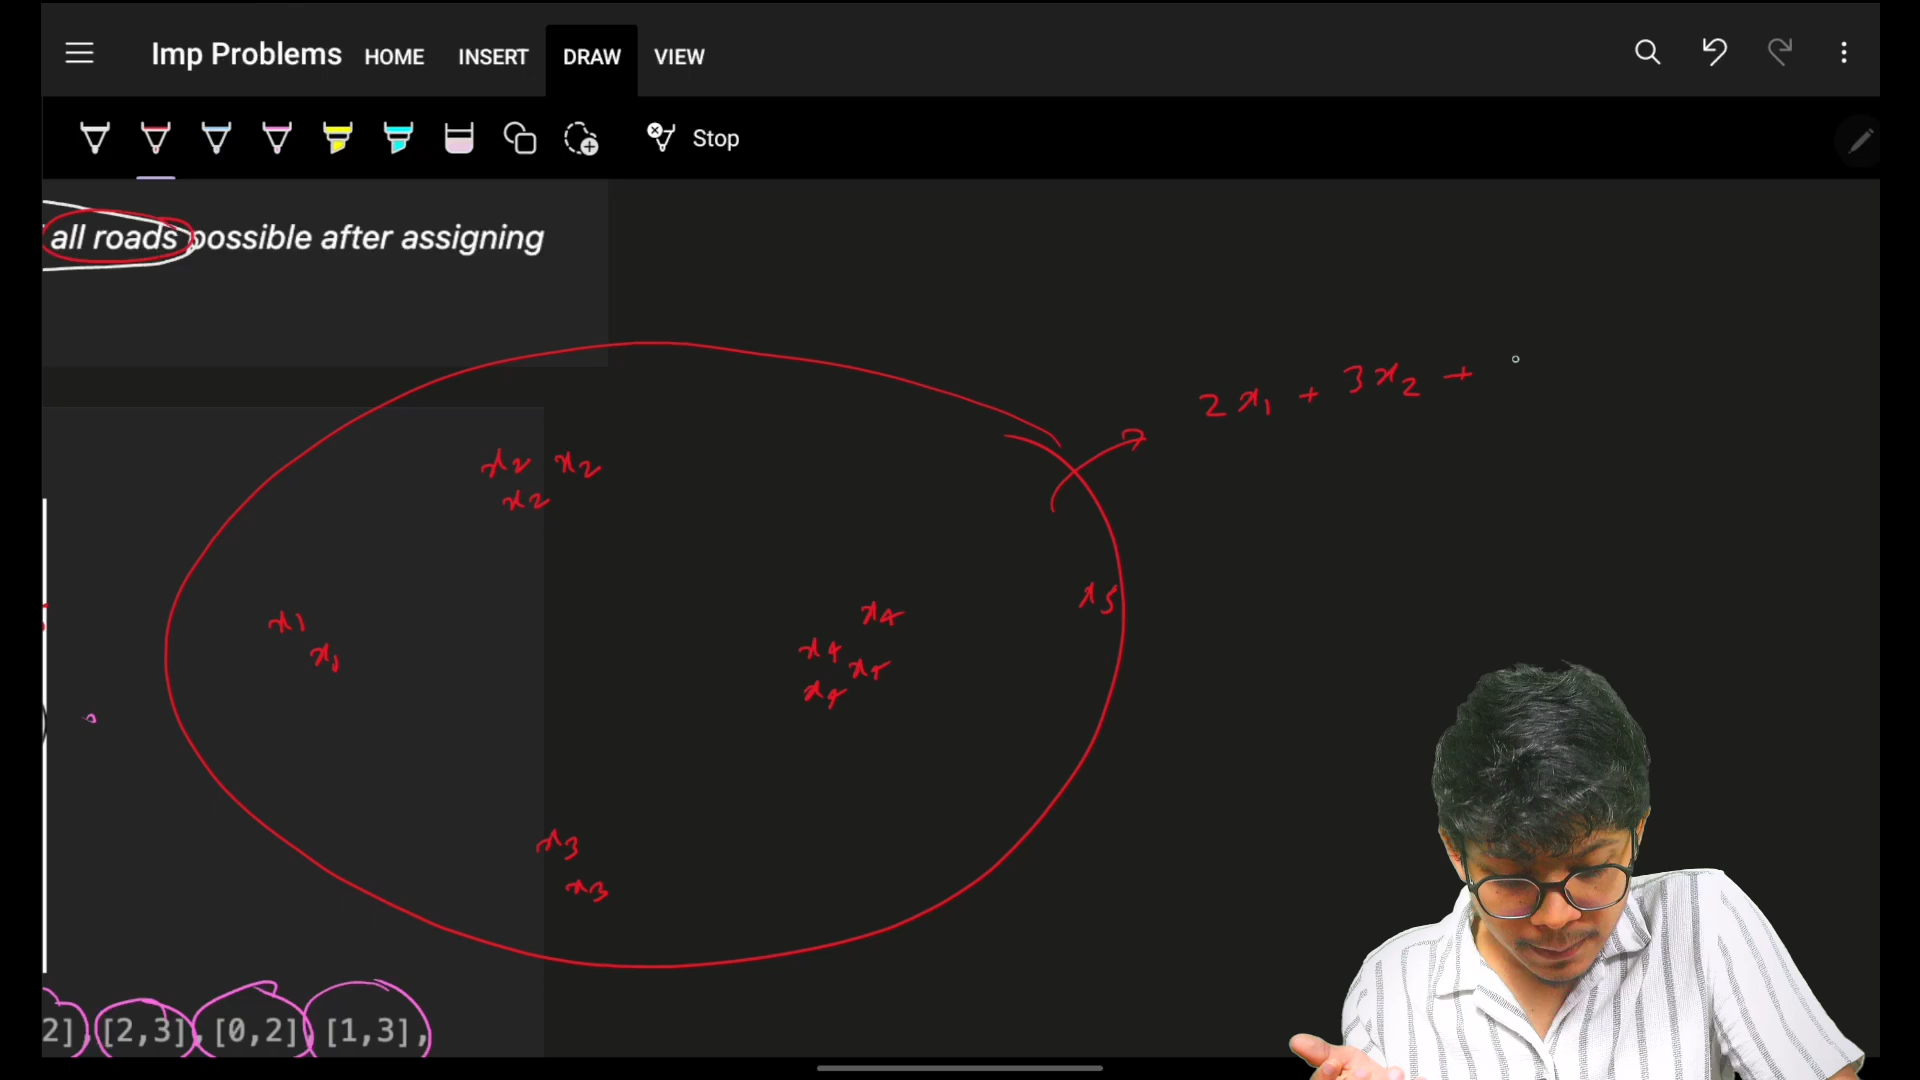 Imp Problems HOME INSERT DRAW VIEW
Stop
all roads possible after assigning
2x1 + 3x2 +
x2 x2
x2
x5
x1
x1
x4
x4
x4
x4
x3
x3
2],[2,3],[0,2],[1,3],